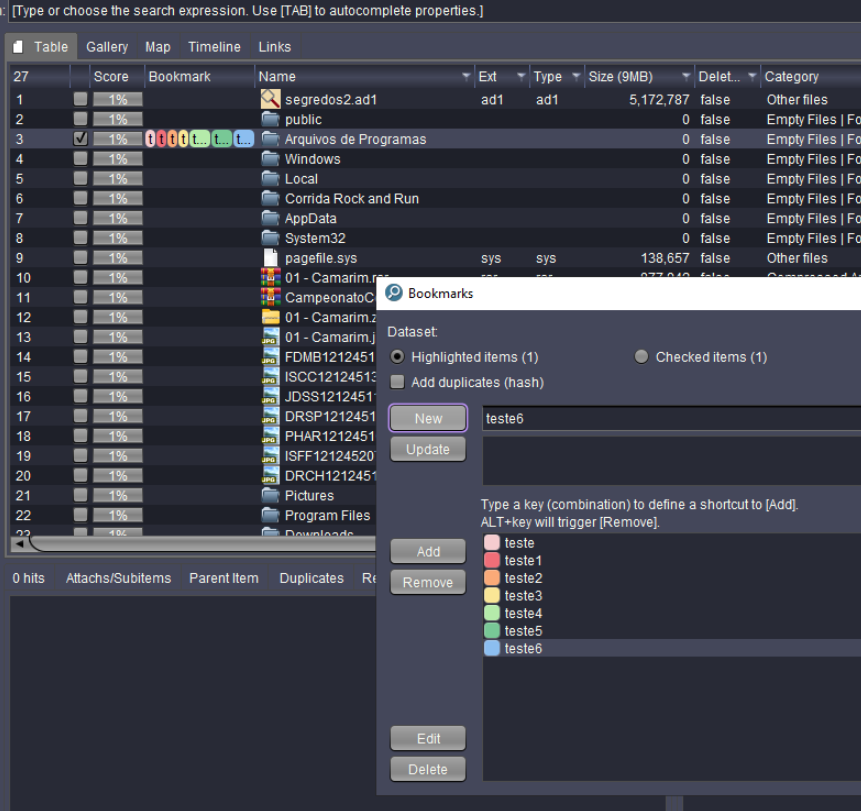 [Type or choose the search expression. Use [TAB] to autocomplete properties.]
Table Gallery Map Timeline Links
27 Score Bookmark Name Ext Type Size (9MB) Delet... Category
1 1% segredos2.ad1 ad1 ad1 5,172,787 false Other files
2 1% public 0 false Empty Files | Fo
3 1% t t t t t... t... t... Arquivos de Programas 0 false Empty Files | Fo
4 1% Windows 0 false Empty Files | Fo
5 1% Local 0 false Empty Files | Fo
6 1% Corrida Rock and Run 0 false Empty Files | Fo
7 1% AppData 0 false Empty Files | Fo
8 1% System32 0 false Empty Files | Fo
9 1% pagefile.sys sys sys 138,657 false Other files
10 1% 01 - Camarim.rar rar rar 877,942 false Compressed A
11 1% CampeonatoC
12 1% 01 - Camarim.z
13 1% 01 - Camarim.j
14 1% FDMB1212451
15 1% ISCC12124513
16 1% JDSS1212451
17 1% DRSP1212451
18 1% PHAR1212451
19 1% ISFF12124520
20 1% DRCH1212451
21 1% Pictures
22 1% Program Files
23 1% Downloads
0 hits Attachs/Subitems Parent Item Duplicates Re
Bookmarks
Dataset:
Highlighted items (1) Checked items (1)
Add duplicates (hash)
New teste6
Update
Type a key (combination) to define a shortcut to [Add].
ALT+key will trigger [Remove].
Add
Remove
teste
teste1
teste2
teste3
teste4
teste5
teste6
Edit
Delete